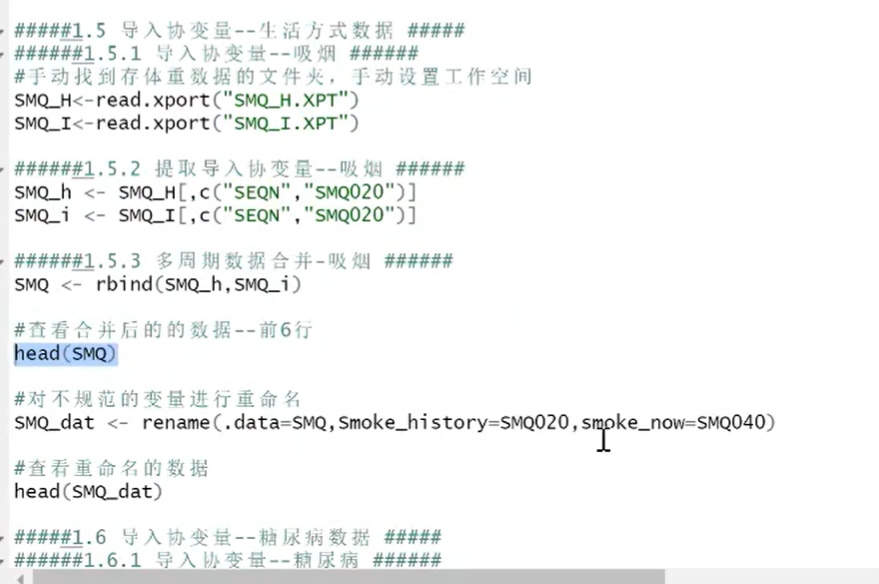 #####1.5 导入协变量--生活方式数据 #####
######1.5.1 导入协变量--吸烟 ######
#手动找到存体重数据的文件夹，手动设置工作空间
SMQ_H<-read.xport("SMQ_H.XPT")
SMQ_I<-read.xport("SMQ_I.XPT")
######1.5.2 提取导入协变量--吸烟 ######
SMQ_h <- SMQ_H[,c("SEQN","SMQ020")]
SMQ_i <- SMQ_I[,c("SEQN","SMQ020")]
######1.5.3 多周期数据合并-吸烟 ######
SMQ <- rbind(SMQ_h,SMQ_i)
#查看合并后的的数据--前6行
head(SMQ)
#对不规范的变量进行重命名
SMQ_dat <- rename(.data=SMQ,Smoke_history=SMQ020,smoke_now=SMQ040)
#查看重命名的数据
head(SMQ_dat)
#####1.6 导入协变量--糖尿病数据 #####
######1.6.1 导入协变量--糖尿病 ######